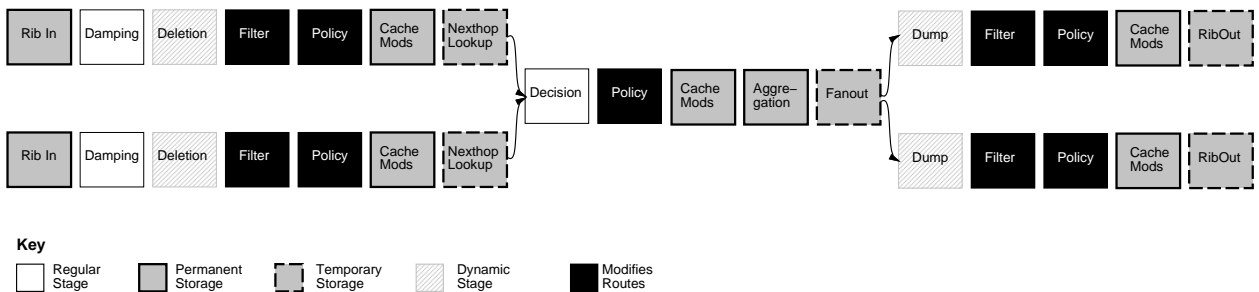 Rib In
Damping
Deletion
Filter
Policy
Cache
Mods
Nexthop
Lookup
Dump
Filter
Policy
Cache
Mods
RibOut
Decision
Policy
Cache
Mods
Aggre–
gation
Fanout
Rib In
Damping
Deletion
Filter
Policy
Cache
Mods
Nexthop
Lookup
Dump
Filter
Policy
Cache
Mods
RibOut
Key
Regular
Stage
Permanent
Storage
Temporary
Storage
Dynamic
Stage
Modifies
Routes